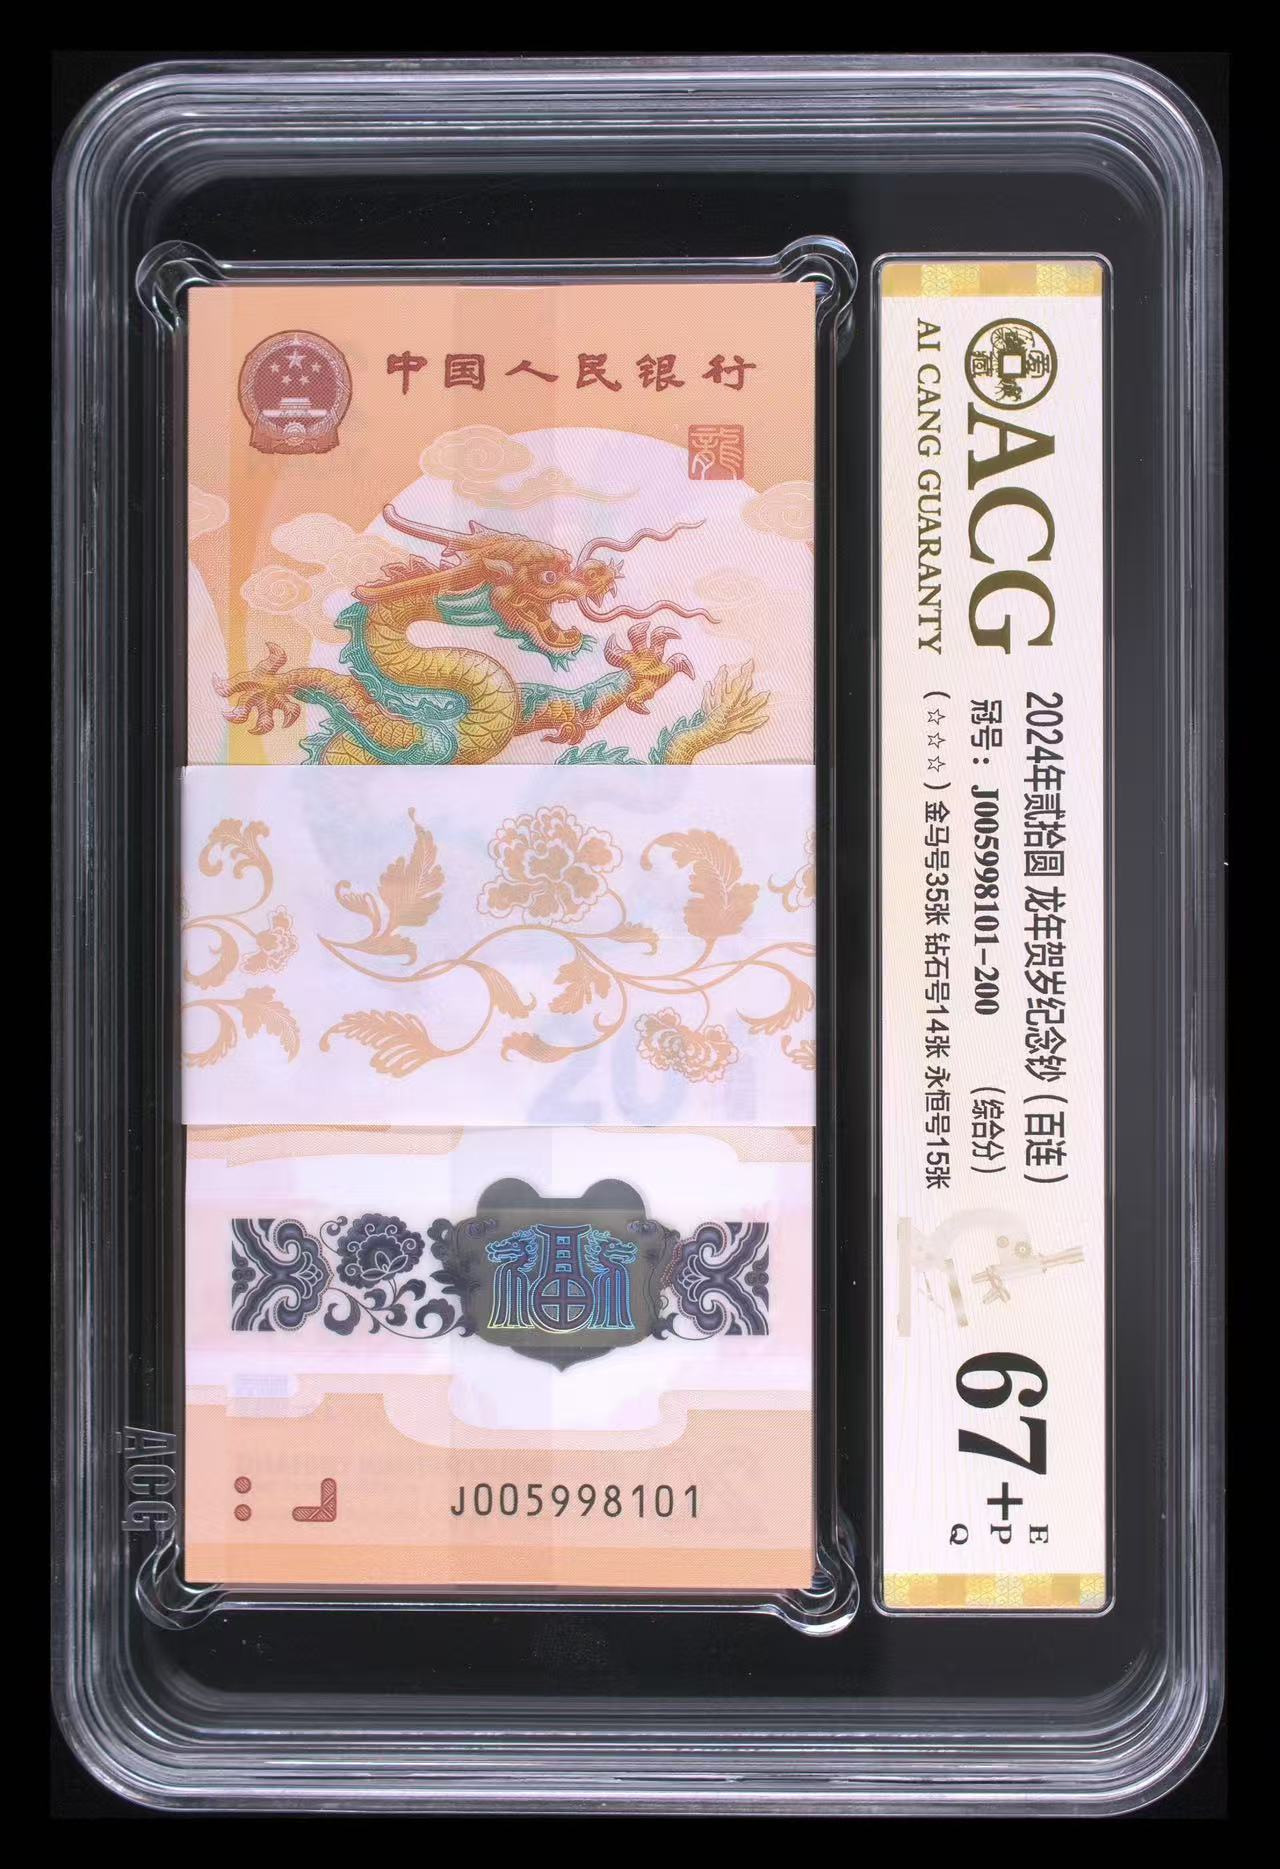 中国人民银行
龍
20
J005998101
ACG
ACG
AI CANG GUARANTY
2024年贰拾圆 龙年贺岁纪念钞（百连）
冠号：J005998101-200 （综合分）
（☆☆☆）金马号35张 钻石号14张 永恒号15张
67+
E
P
Q